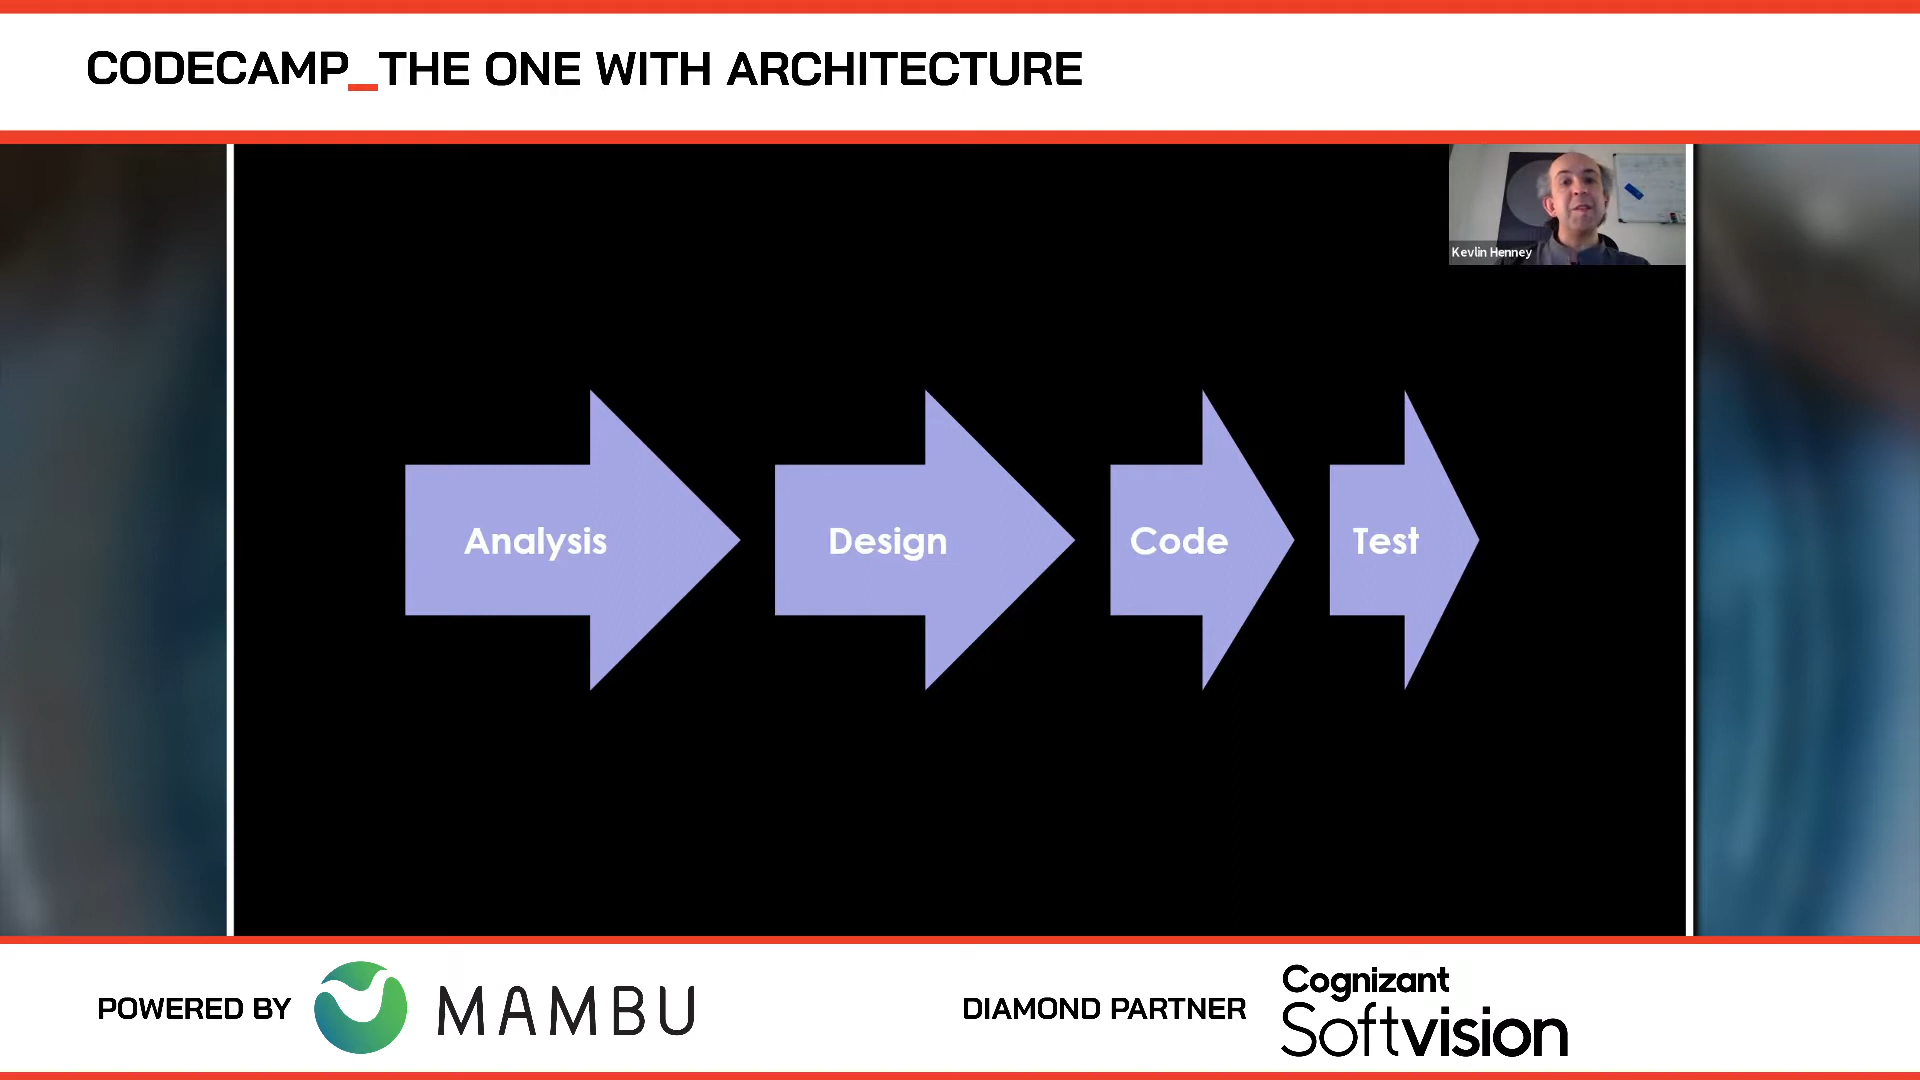 CODECAMP_THE ONE WITH ARCHITECTURE
Kevlin Henney
Analysis
Design
Code
Test
POWERED BY
MAMBU
DIAMOND PARTNER
Cognizant
Softvision